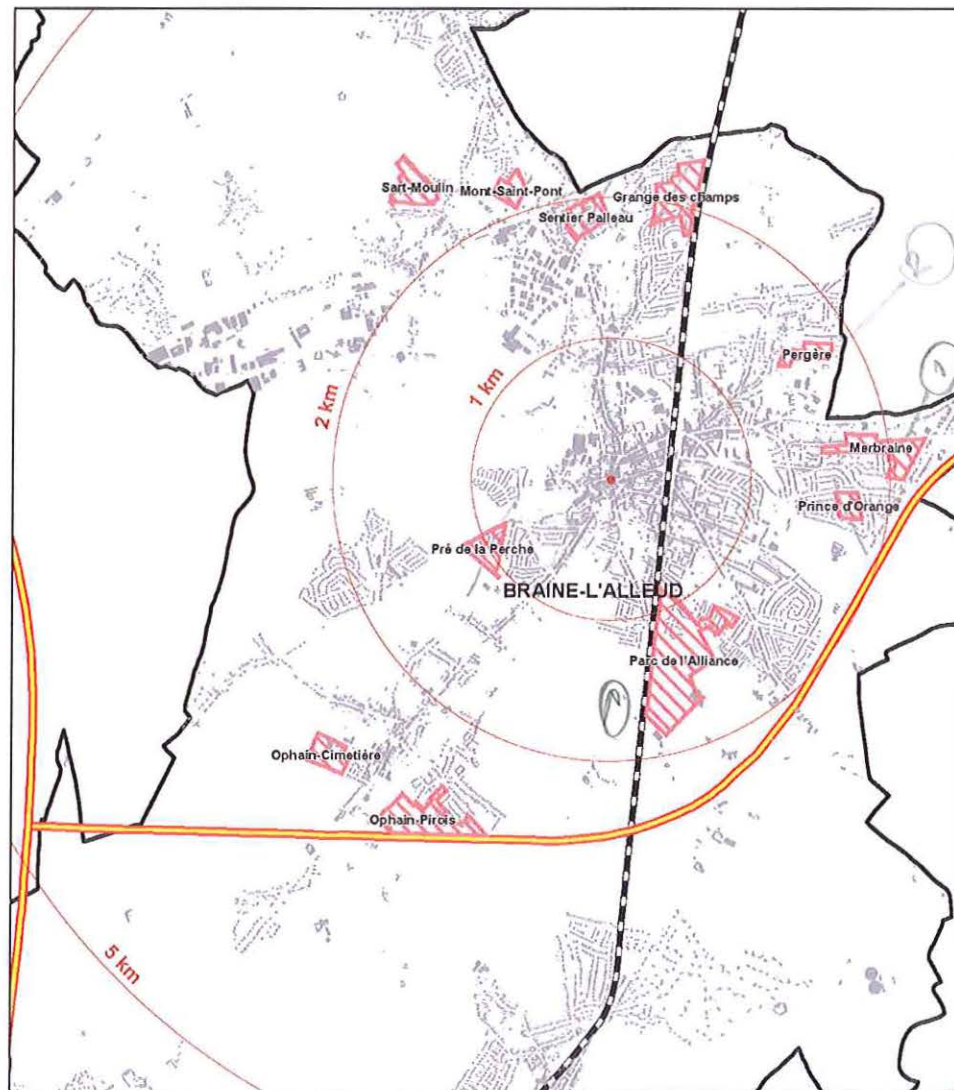 Sart-Moulin
Mont-Saint-Pont
Grange des champs
Sentier Palleau
Pergère
2 km
1 km
Merbraine
Prince d'Orange
Pré de la Perche
BRAINE-L'ALLEUD
Parc de l'Alliance
Ophain-Cimetière
Ophain-Pirois
5 km